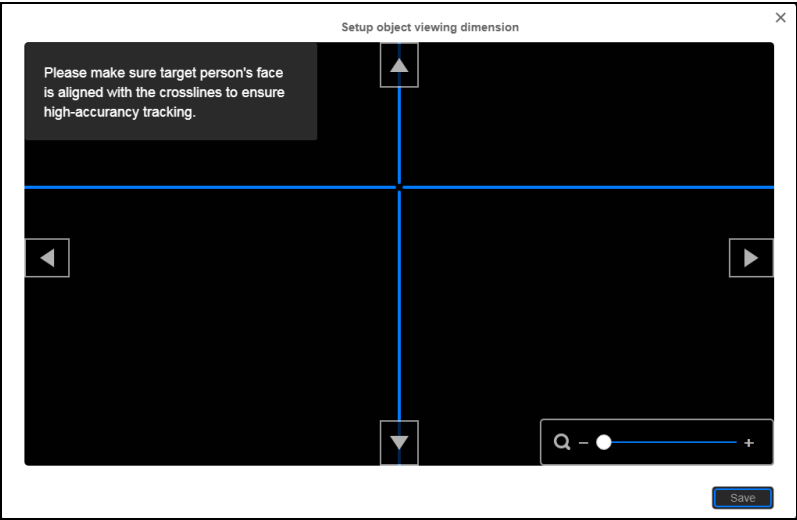 Setup object viewing dimension
Please make sure target person's face
is aligned with the crosslines to ensure
high-accurancy tracking.
Save